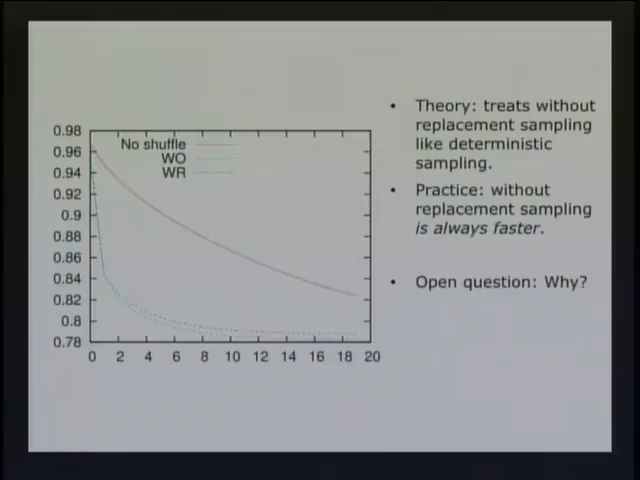 0.98
0.96
0.94
0.92
0.9
0.88
0.86
0.84
0.82
0.8
0.78
No shuffle
WO
WR
0 2 4 6 8 10 12 14 16 18 20
• Theory: treats without
replacement sampling
like deterministic
sampling.
• Practice: without
replacement sampling
is always faster.
• Open question: Why?